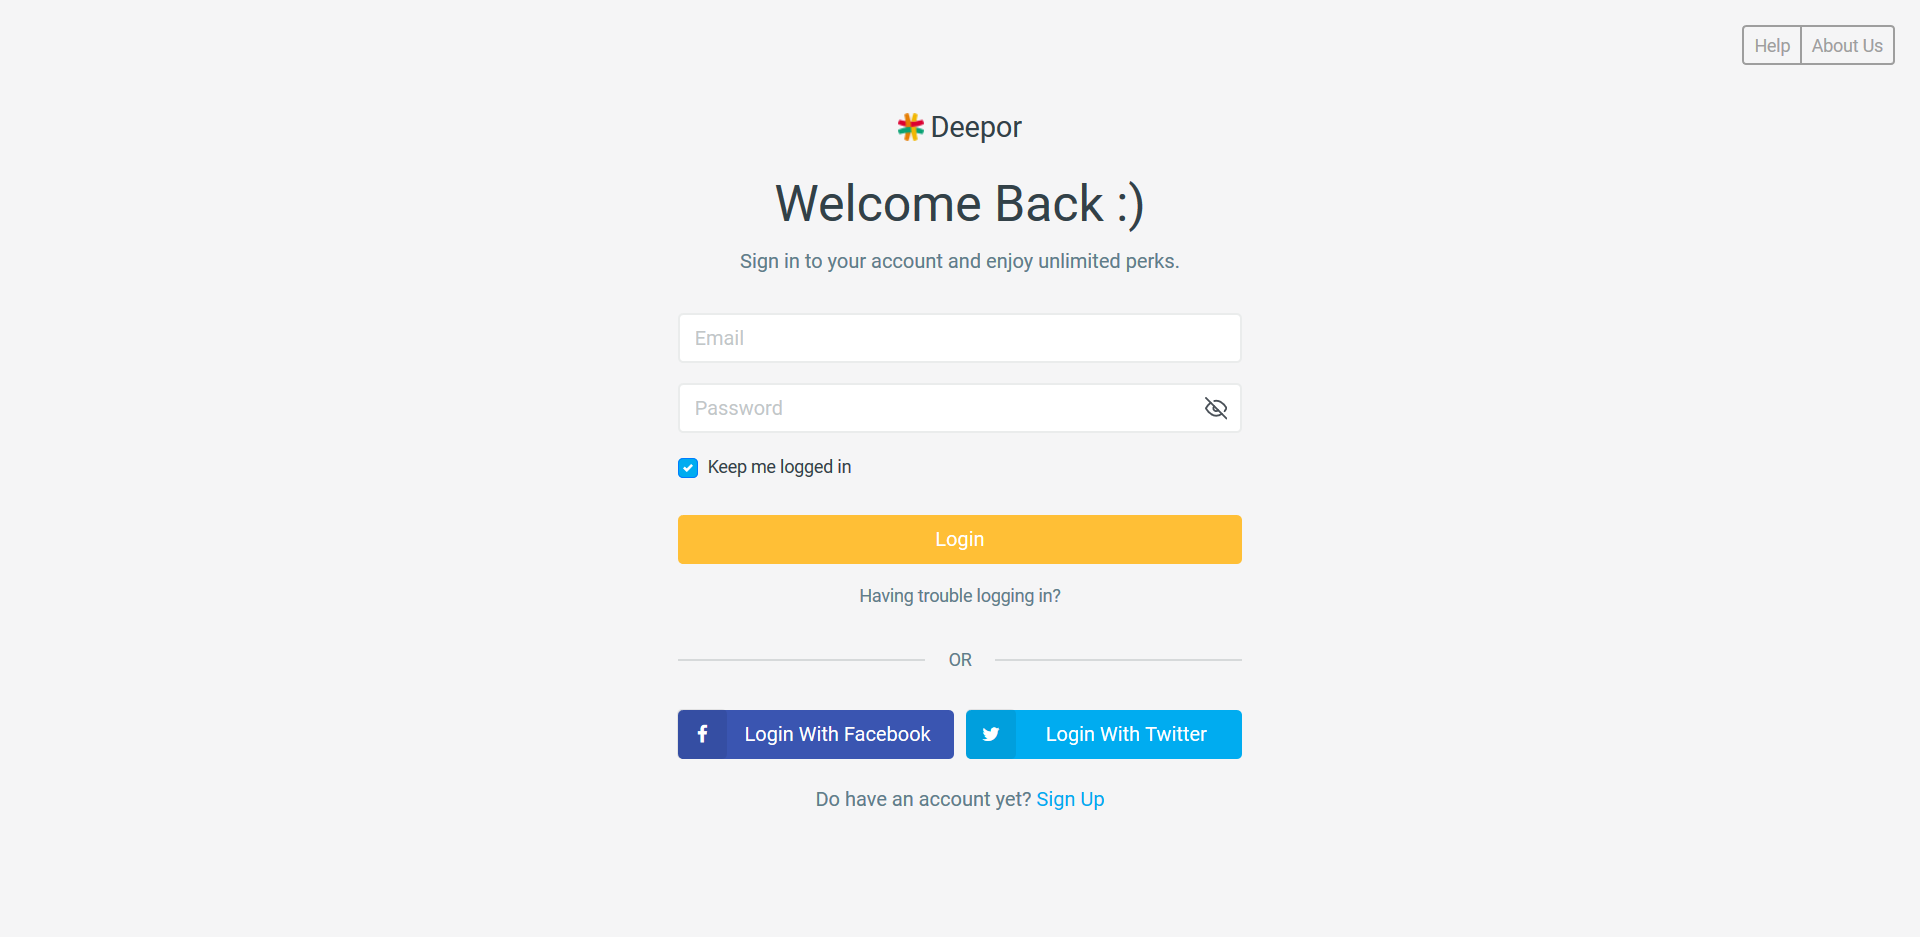 Help
About Us
Deepor
Welcome Back :)
Sign in to your account and enjoy unlimited perks.
Email
Password
Keep me logged in
Login
Having trouble logging in?
OR
Login With Facebook
Login With Twitter
Do have an account yet? Sign Up